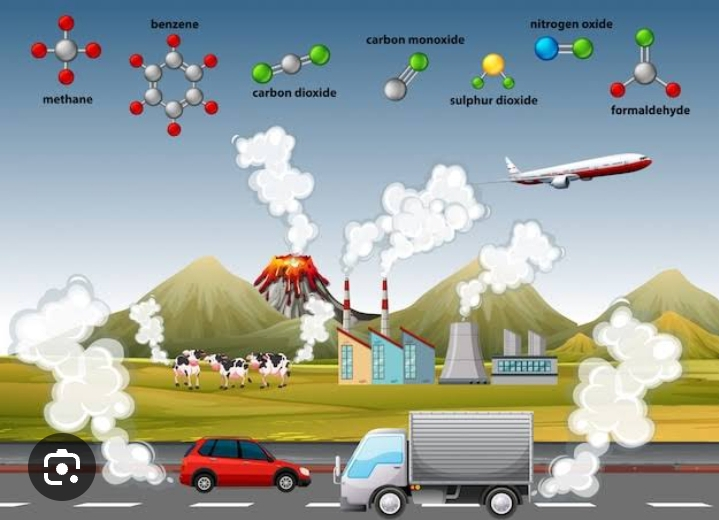 benzene
nitrogen oxide
carbon monoxide
methane
carbon dioxide
sulphur dioxide
formaldehyde